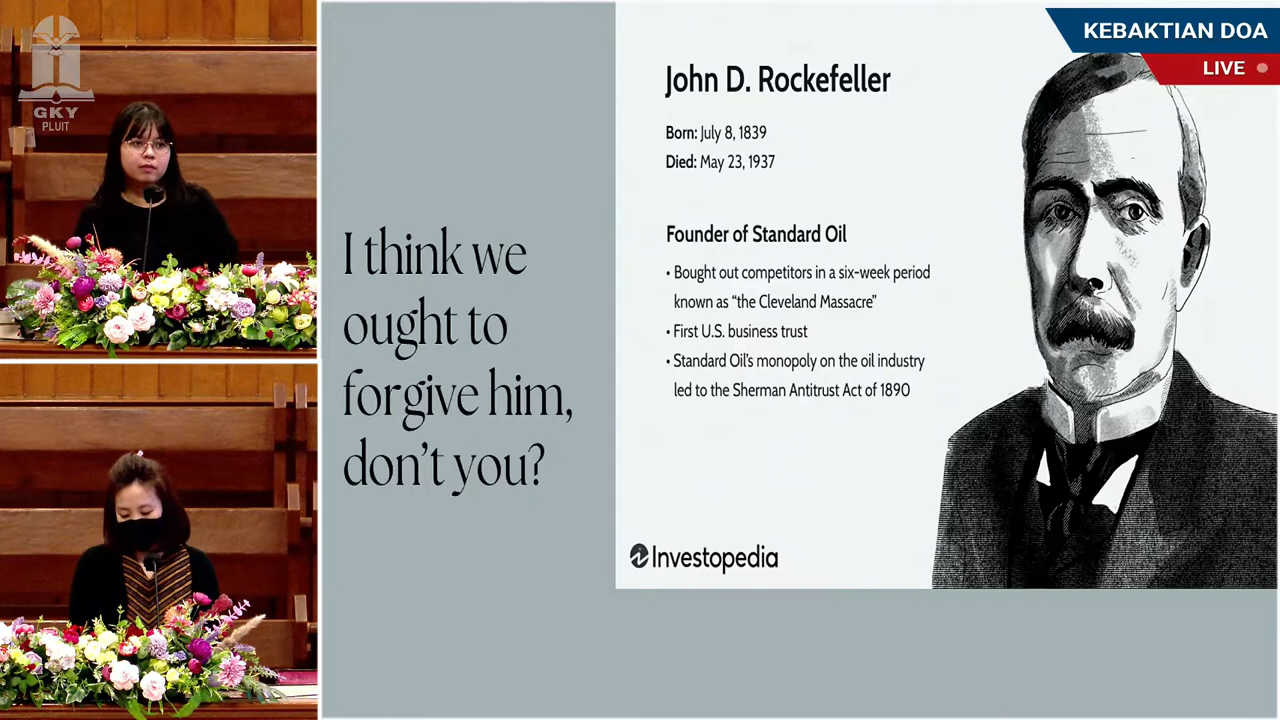 GKY
PLUIT
I think we
ought to
forgive him,
don't you?
John D. Rockefeller
Born: July 8, 1839
Died: May 23, 1937
Founder of Standard Oil
• Bought out competitors in a six-week period
known as “the Cleveland Massacre”
• First U.S. business trust
• Standard Oil's monopoly on the oil industry
led to the Sherman Antitrust Act of 1890
Investopedia
KEBAKTIAN DOA
LIVE